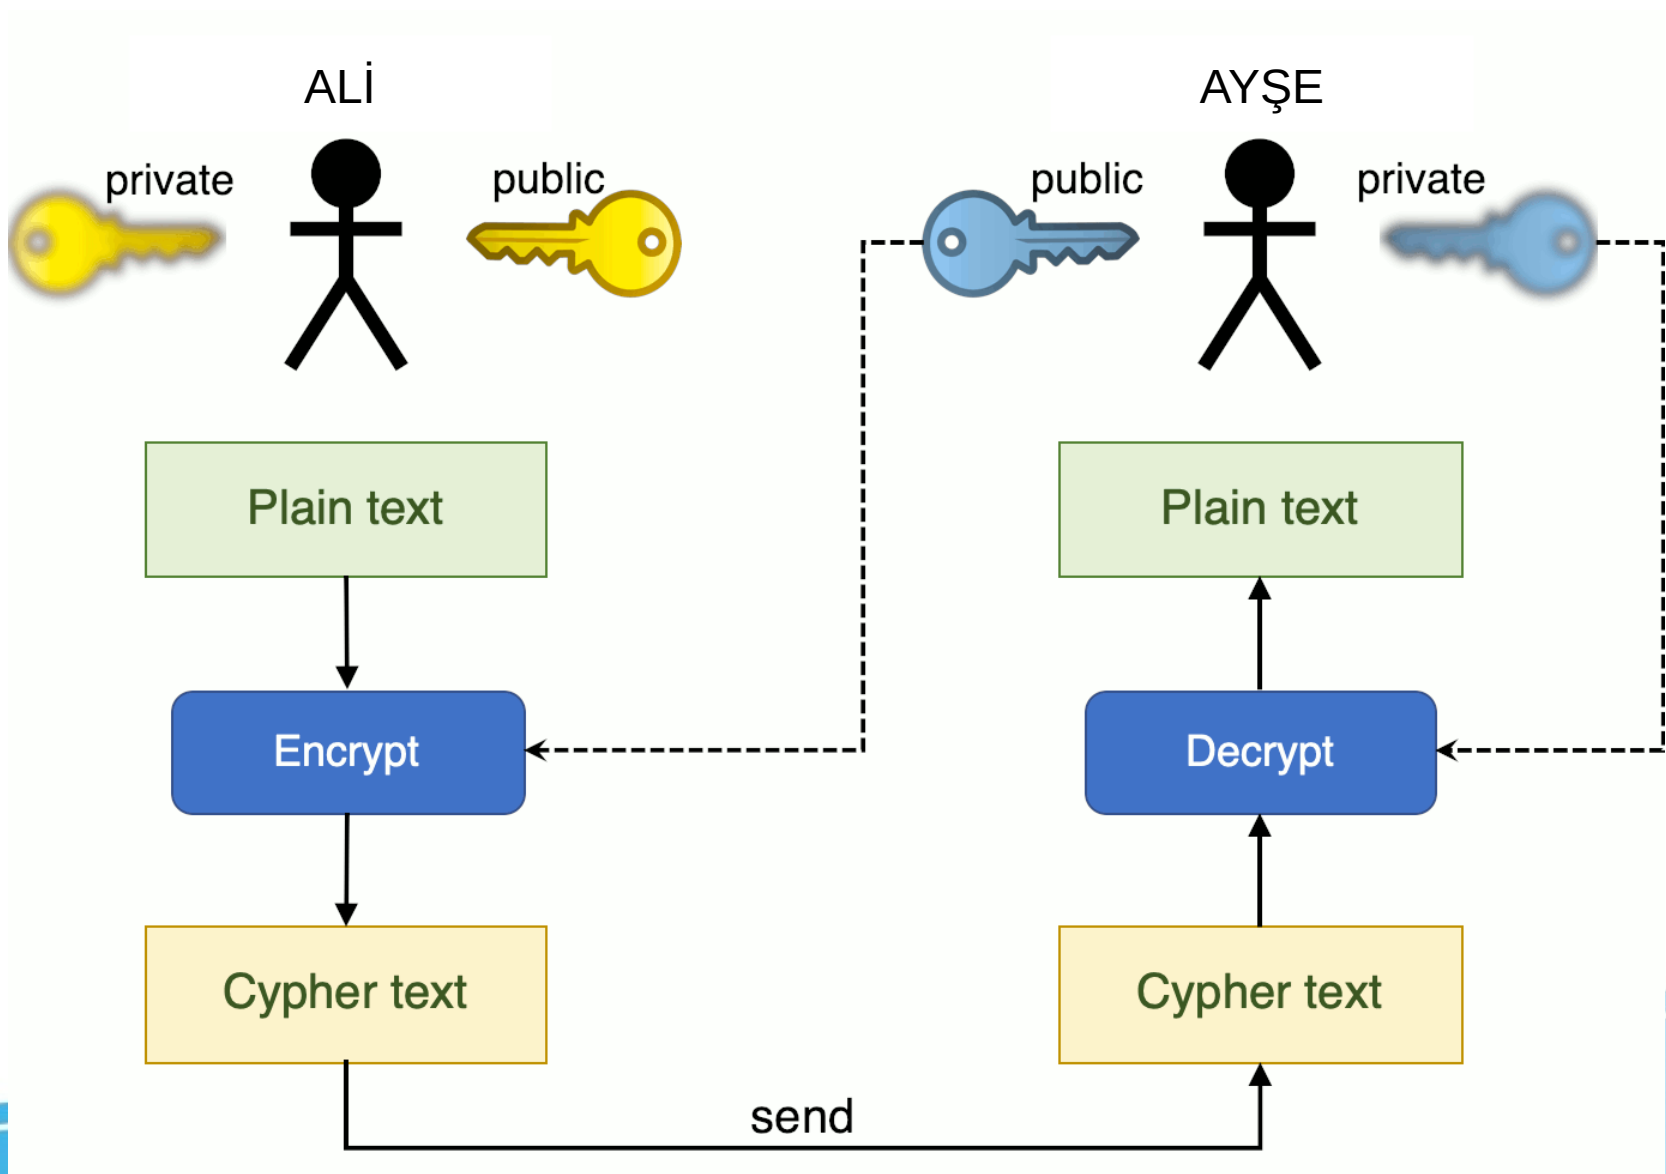 ALİ
AYŞE
private
public
public
private
Plain text
Plain text
Encrypt
Decrypt
Cypher text
Cypher text
send